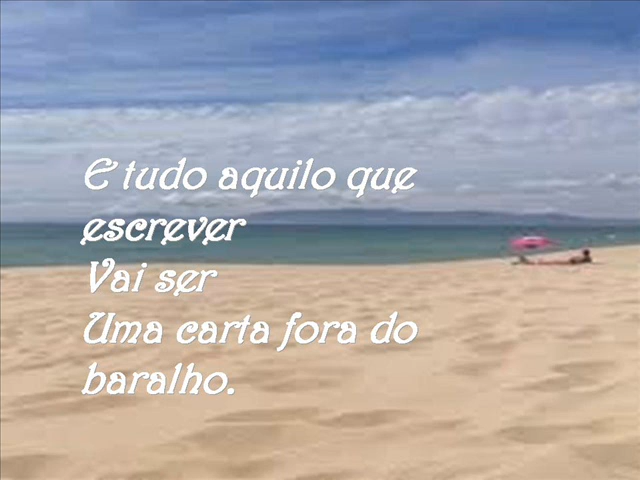 E tudo aquilo que
escrever
Vai ser
Uma carta fora do
baralho.